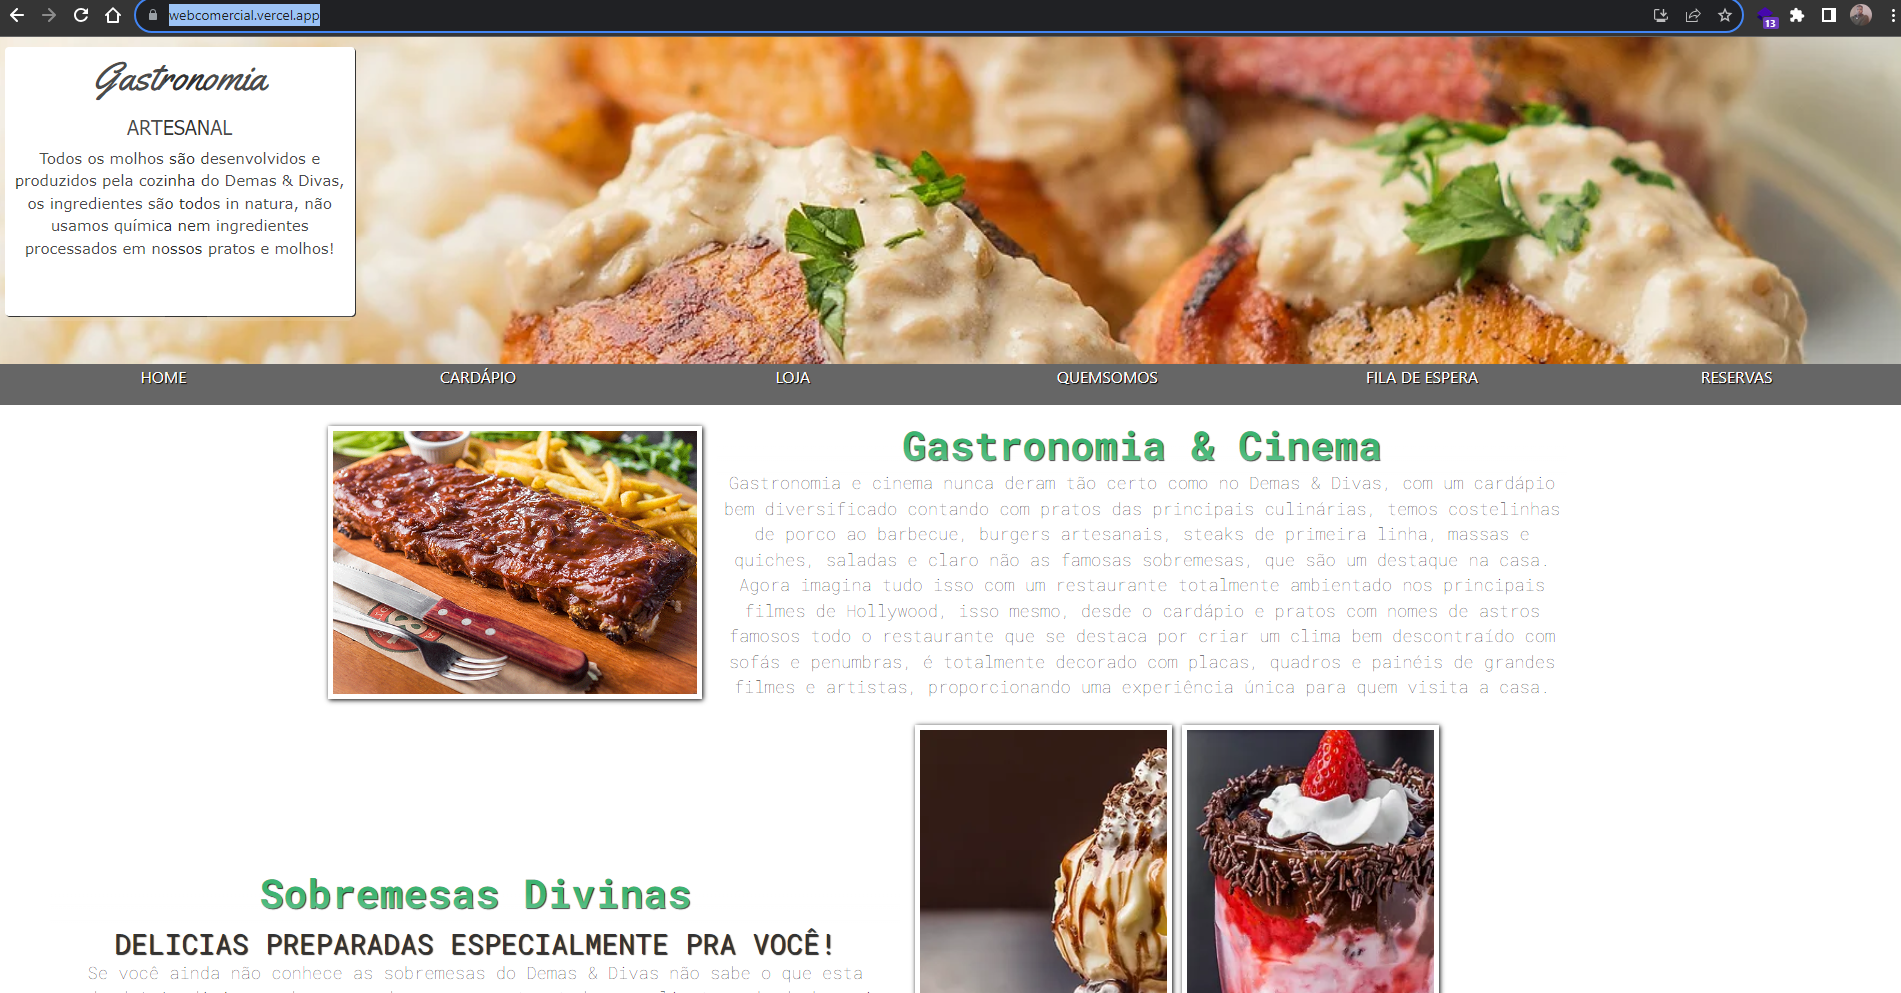 webcomercial.vercel.app
13
Gastronomia
ARTESANAL
Todos os molhos são desenvolvidos e
produzidos pela cozinha do Demas & Divas,
os ingredientes são todos in natura, não
usamos química nem ingredientes
processados em nossos pratos e molhos!
HOME CARDÁPIO LOJA QUEMSOMOS FILA DE ESPERA RESERVAS
Gastronomia & Cinema
Gastronomia e cinema nunca deram tão certo como no Demas & Divas, com um cardápio
bem diversificado contando com pratos das principais culinárias, temos costelinhas
de porco ao barbecue, burgers artesanais, steaks de primeira linha, massas e
quiches, saladas e claro não as famosas sobremesas, que são um destaque na casa.
Agora imagina tudo isso com um restaurante totalmente ambientado nos principais
filmes de Hollywood, isso mesmo, desde o cardápio e pratos com nomes de astros
famosos todo o restaurante que se destaca por criar um clima bem descontraído com
sofás e penumbras, é totalmente decorado com placas, quadros e painéis de grandes
filmes e artistas, proporcionando uma experiência única para quem visita a casa.
Sobremesas Divinas
DELICIAS PREPARADAS ESPECIALMENTE PRA VOCÊ!
Se você ainda não conhece as sobremesas do Demas & Divas não sabe o que esta